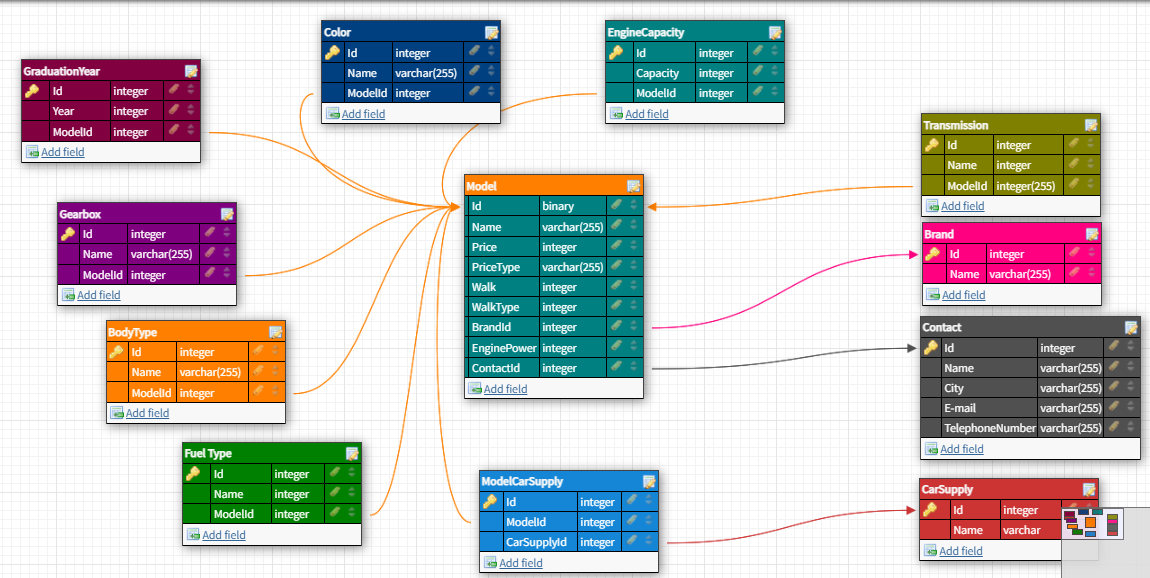 Color
Id integer
Name varchar(255)
ModelId integer
Add field
EngineCapacity
Id integer
Capacity integer
ModelId integer
Add field
GraduationYear
Id integer
Year integer
ModelId integer
Add field
Transmission
Id integer
Name integer
ModelId integer(255)
Add field
Model
Id binary
Name varchar(255)
Price integer
PriceType varchar(255)
Walk integer
WalkType integer
BrandId integer
EnginePower integer
ContactId integer
Add field
Gearbox
Id integer
Name varchar(255)
ModelId integer
Add field
Brand
Id integer
Name varchar(255)
Add field
BodyType
Id integer
Name varchar(255)
ModelId integer
Add field
Contact
Id integer
Name varchar(255)
City varchar(255)
E-mail varchar(255)
TelephoneNumber varchar(255)
Add field
Fuel Type
Id integer
Name integer
ModelId integer
Add field
ModelCarSupply
Id integer
ModelId integer
CarSupplyId integer
Add field
CarSupply
Id integer
Name varchar
Add field